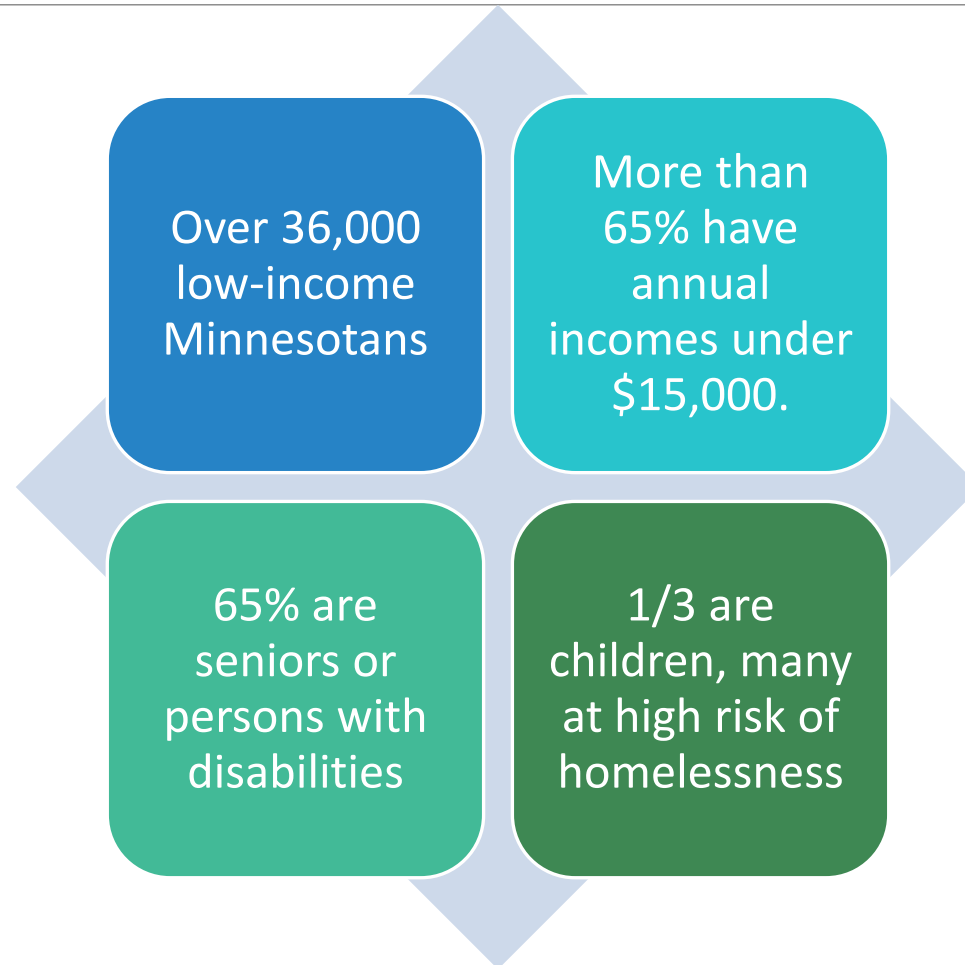 Over 36,000
low-income
Minnesotans
More than
65% have
annual
incomes under
$15,000.
65% are
seniors or
persons with
disabilities
1/3 are
children, many
at high risk of
homelessness